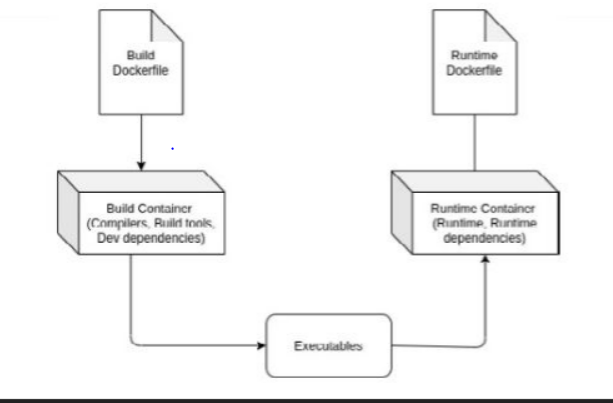 Build
Dockerfile
Runtime
Dockerfile
Build Container
(Compilers, Build tools,
Dev dependencies)
Runtime Container
(Runtime, Runtime
dependencies)
Executables